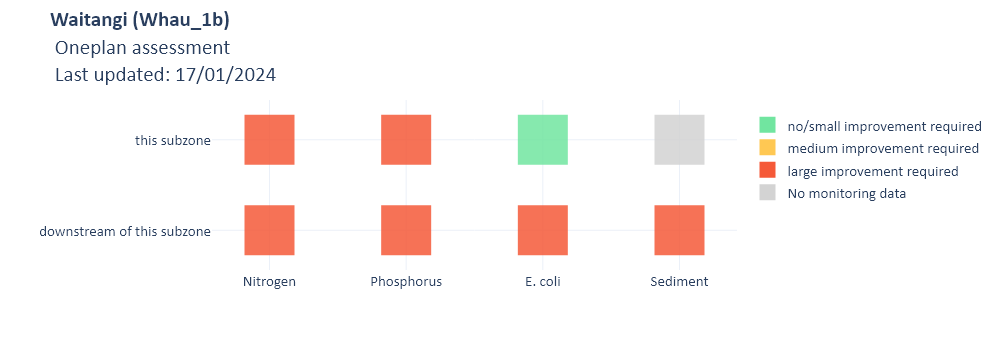 Waitangi (Whau_1b)
Oneplan assessment
Last updated: 17/01/2024
this subzone
downstream of this subzone
Nitrogen
Phosphorus
E. coli
Sediment
no/small improvement required
medium improvement required
large improvement required
No monitoring data